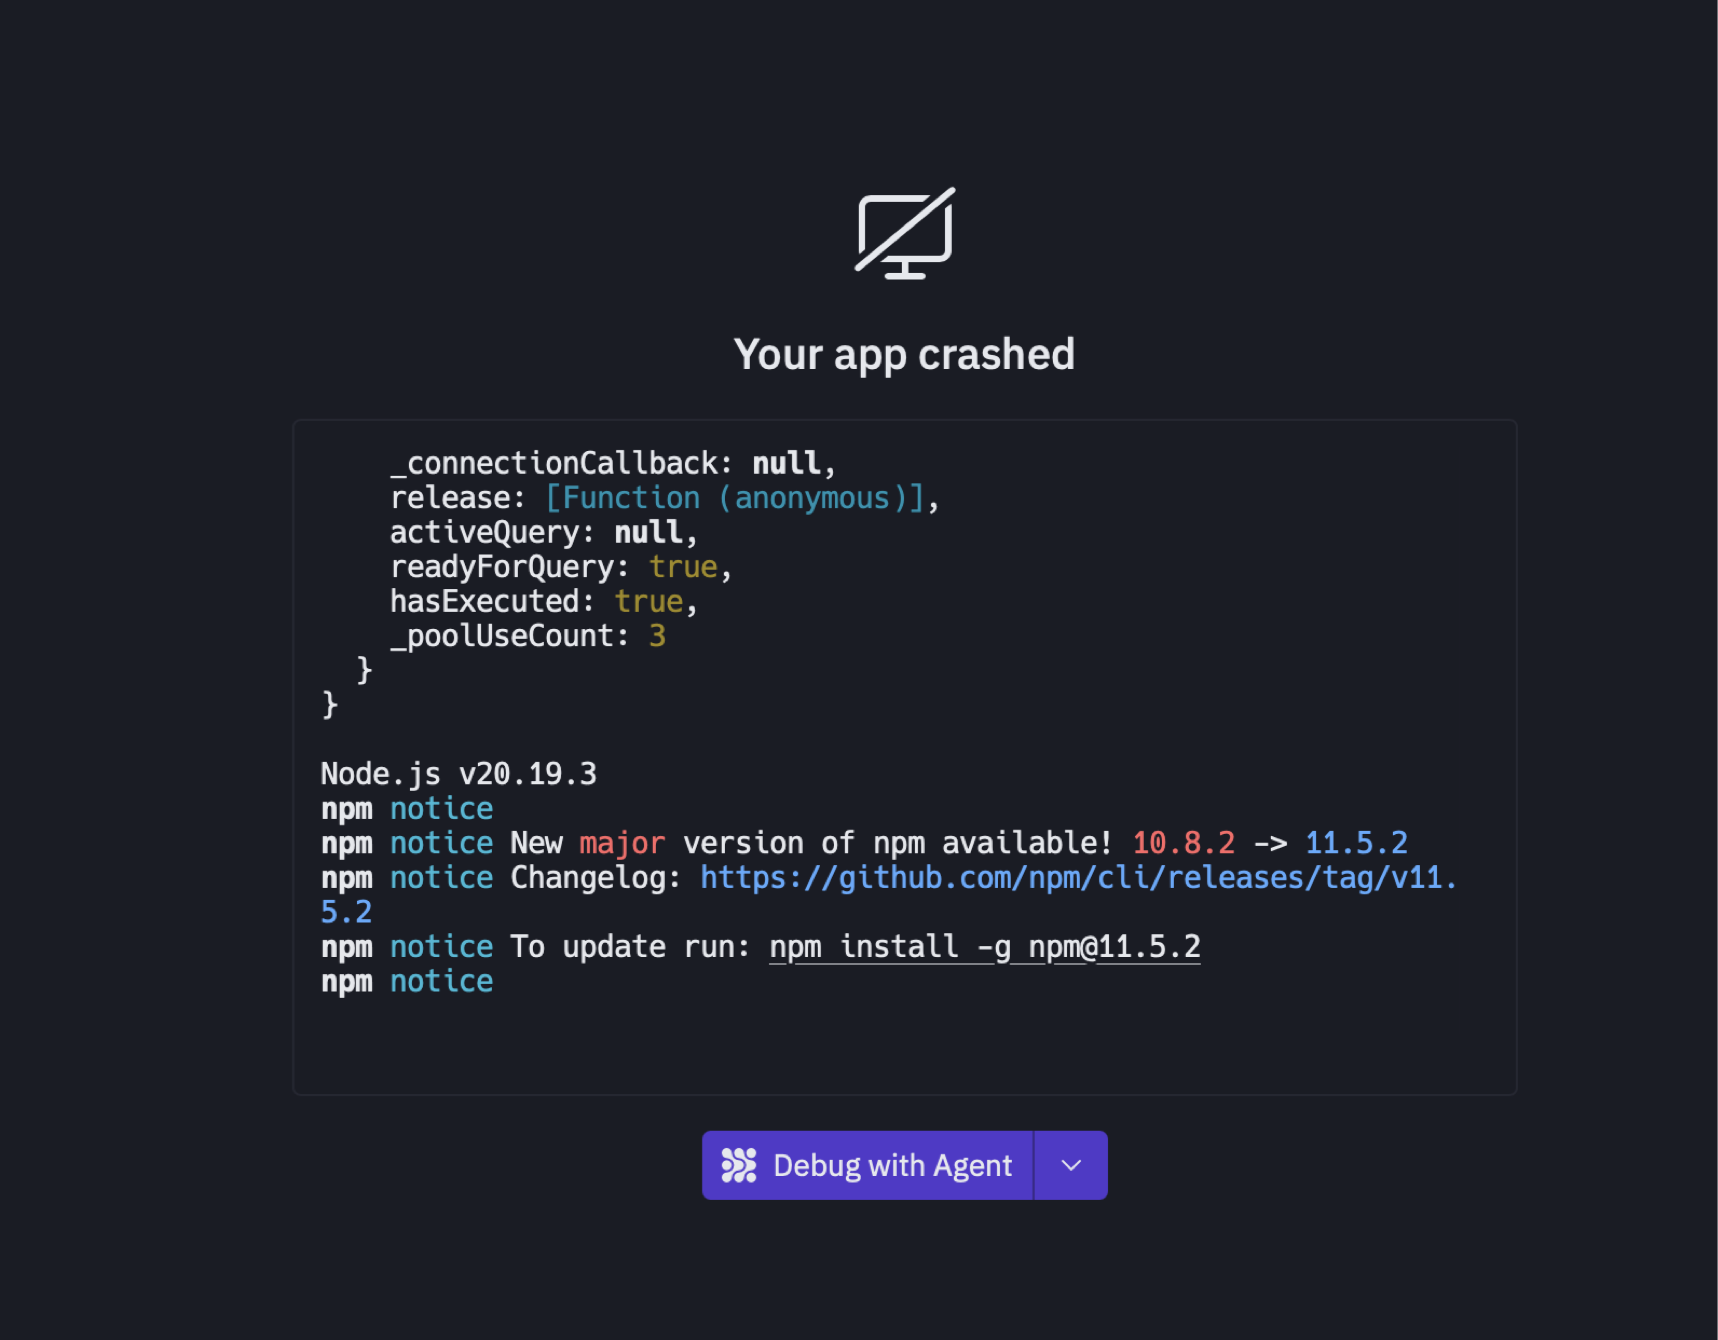 Your app crashed
_connectionCallback: null,
release: [Function (anonymous)],
activeQuery: null,
readyForQuery: true,
hasExecuted: true,
_poolUseCount: 3
}
}
Node.js v20.19.3
npm notice
npm notice New major version of npm available! 10.8.2 -> 11.5.2
npm notice Changelog: https://github.com/npm/cli/releases/tag/v11.
5.2
npm notice To update run: npm install -g npm@11.5.2
npm notice
Debug with Agent